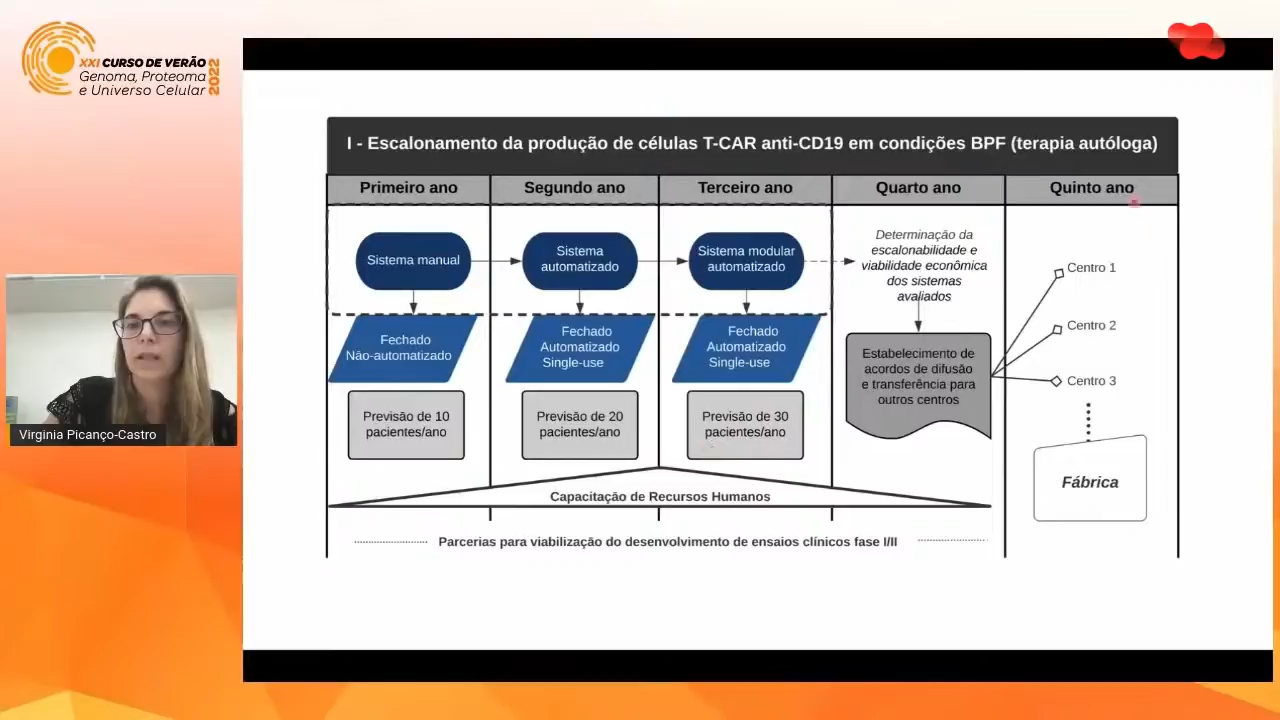 XXI CURSO DE VERÃO
Genoma, Proteoma
e Universo Celular
2022
I - Escalonamento da produção de células T-CAR anti-CD19 em condições BPF (terapia autóloga)
Primeiro ano
Segundo ano
Terceiro ano
Quarto ano
Quinto ano
Sistema manual
Sistema
automatizado
Sistema modular
automatizado
Determinação da
escalonabilidade e
viabilidade econômica
dos sistemas
avaliados
Fechado
Não-automatizado
Fechado
Automatizado
Single-use
Fechado
Automatizado
Single-use
Estabelecimento de
acordos de difusão
e transferência para
outros centros
Centro 1
Centro 2
Centro 3
Previsão de 10
pacientes/ano
Previsão de 20
pacientes/ano
Previsão de 30
pacientes/ano
Fábrica
Capacitação de Recursos Humanos
Parcerias para viabilização do desenvolvimento de ensaios clínicos fase I/II
Virginia Picanço-Castro